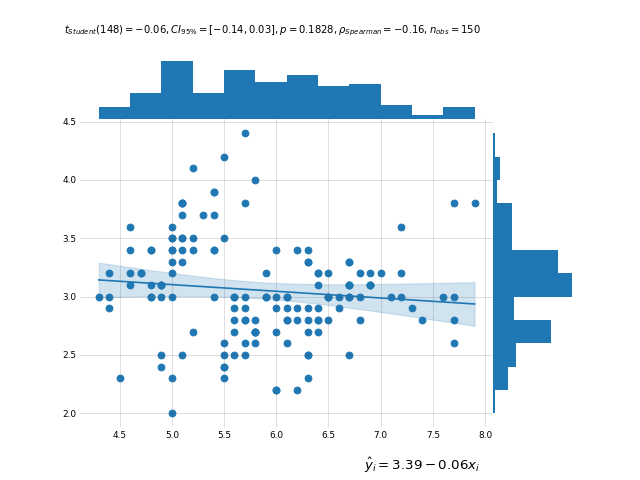 t_Student(148) = −0.06, CI_95% = [−0.14, 0.03], p = 0.1828, ρ_Spearman = −0.16, n_obs = 150
4.5
4.0
3.5
3.0
2.5
2.0
4.5 5.0 5.5 6.0 6.5 7.0 7.5 8.0
ŷ_i = 3.39 − 0.06x_i